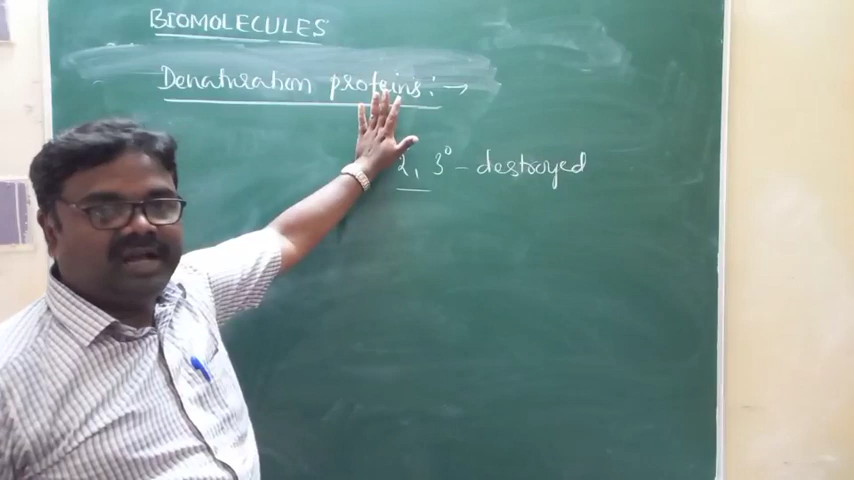 BIOMOLECULES
Denaturation proteins:→
2, 3° - destroyed